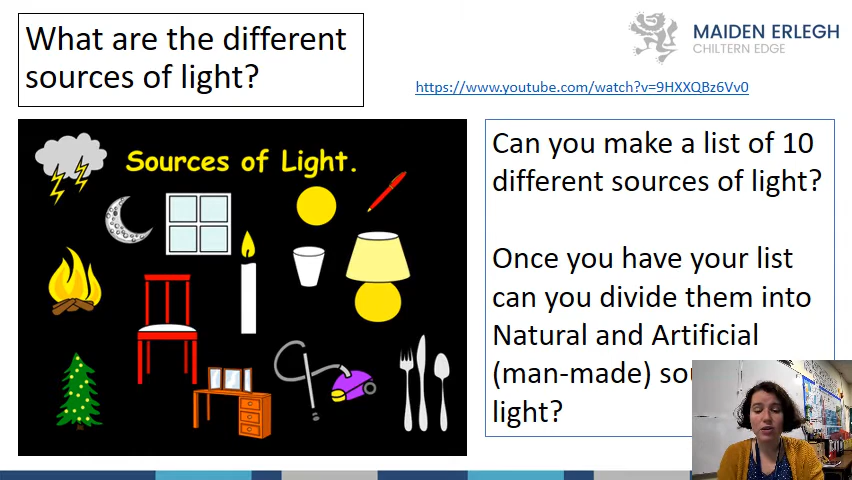 What are the different
sources of light?
MAIDEN ERLEGH
CHILTERN EDGE
https://www.youtube.com/watch?v=9HXXQBz6Vv0
Sources of Light.
Can you make a list of 10
different sources of light?
Once you have your list
can you divide them into
Natural and Artificial
(man-made)
light?